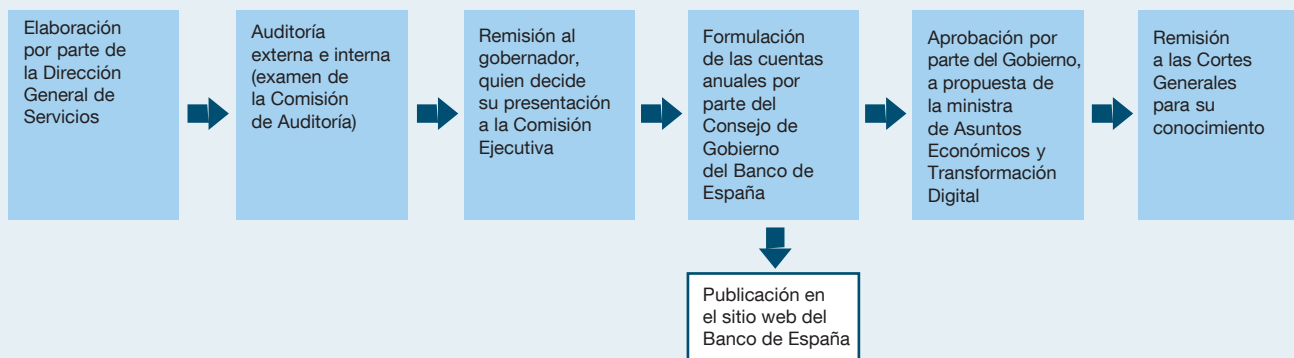 Elaboración
por parte de
la Dirección
General de
Servicios
Auditoría
externa e interna
(examen de
la Comisión
de Auditoría)
Remisión al
gobernador,
quien decide
su presentación
a la Comisión
Ejecutiva
Formulación
de las cuentas
anuales por
parte del
Consejo de
Gobierno
del Banco de
España
Aprobación por
parte del Gobierno,
a propuesta de
la ministra
de Asuntos
Económicos y
Transformación
Digital
Remisión
a las Cortes
Generales
para su
conocimiento
Publicación en
el sitio web del
Banco de España